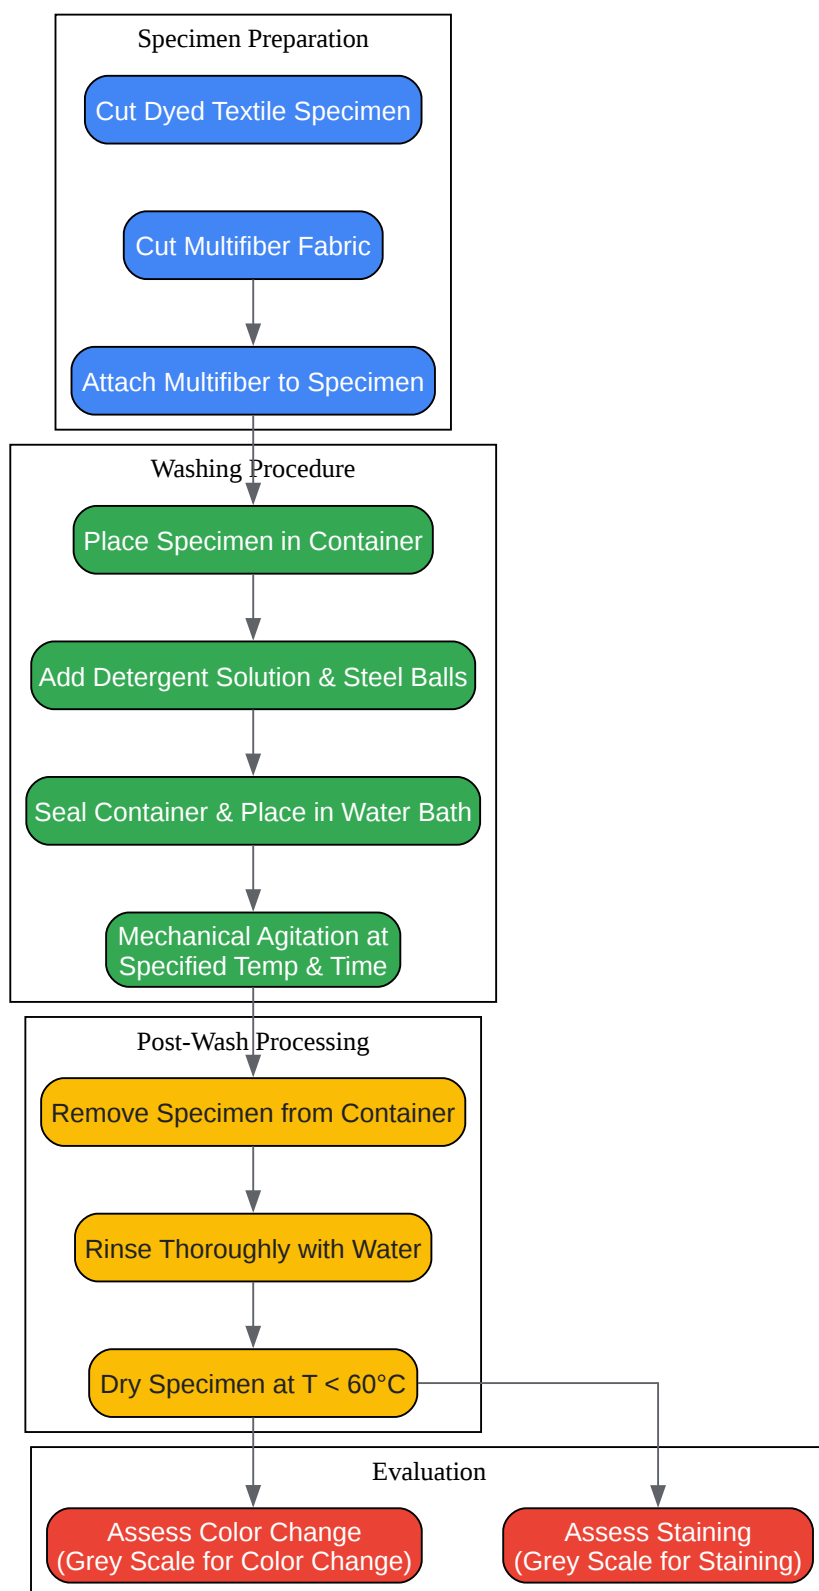 Specimen Preparation
Cut Dyed Textile Specimen
Cut Multifiber Fabric
Attach Multifiber to Specimen
Washing Procedure
Place Specimen in Container
Add Detergent Solution & Steel Balls
Seal Container & Place in Water Bath
Mechanical Agitation at
Specified Temp & Time
Post-Wash Processing
Remove Specimen from Container
Rinse Thoroughly with Water
Dry Specimen at T < 60°C
Evaluation
Assess Color Change
(Grey Scale for Color Change)
Assess Staining
(Grey Scale for Staining)